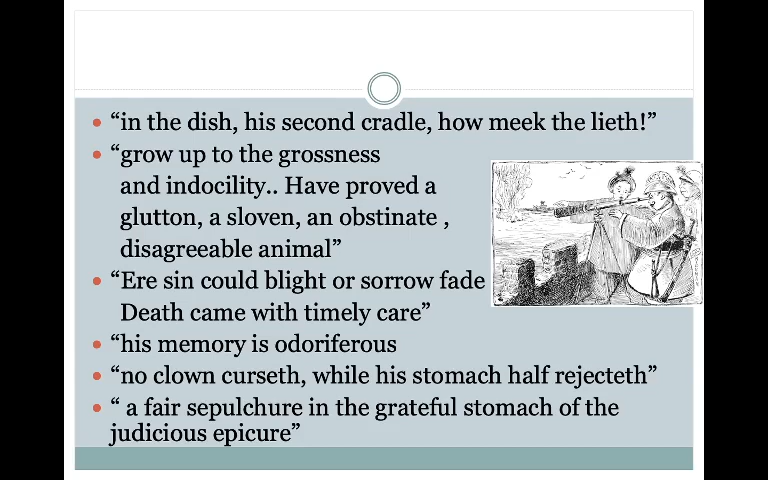 • “in the dish, his second cradle, how meek the lieth!”
• “grow up to the grossness
and indocility.. Have proved a
glutton, a sloven, an obstinate ,
disagreeable animal”
• “Ere sin could blight or sorrow fade
Death came with timely care”
• “his memory is odoriferous
• “no clown curseth, while his stomach half rejecteth”
• “ a fair sepulchure in the grateful stomach of the
judicious epicure”